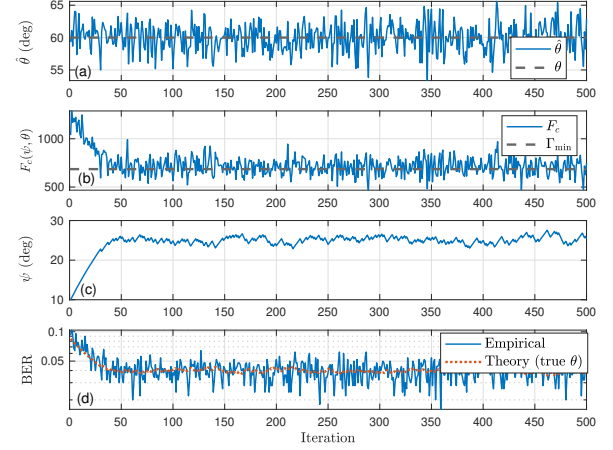 65
60
55
θ̂ (deg)
(a)
θ̂
θ
0 50 100 150 200 250 300 350 400 450 500
1000
500
F_c(ψ, θ)
(b)
F_c
Γ_min
0 50 100 150 200 250 300 350 400 450 500
30
20
10
ψ (deg)
(c)
0 50 100 150 200 250 300 350 400 450 500
0.1
0.05
BER
(d)
Empirical
Theory (true θ)
0 50 100 150 200 250 300 350 400 450 500
Iteration